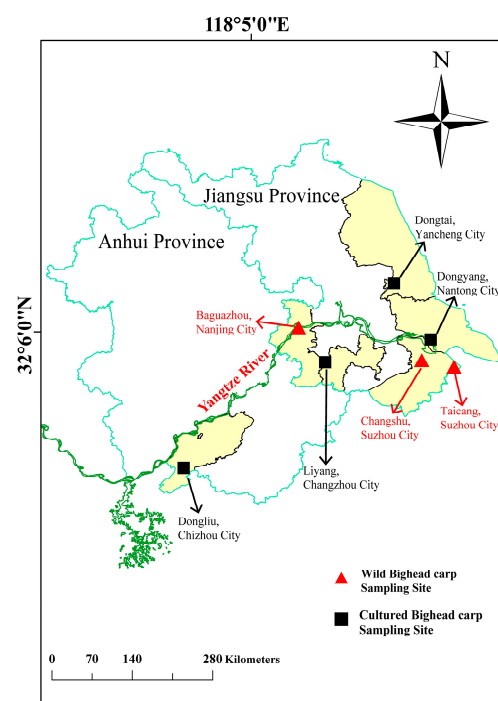 118°5'0"E
N
Jiangsu Province
Anhui Province
Dongtai,
Yancheng City
Dongyang,
Nantong City
Baguazhou,
Nanjing City
32°6'0"N
Yangtze River
Changshu,
Suzhou City
Taicang,
Suzhou City
Liyang,
Changzhou City
Dongliu,
Chizhou City
Wild Bighead carp
Sampling Site
Cultured Bighead carp
Sampling Site
0 70 140 280 Kilometers